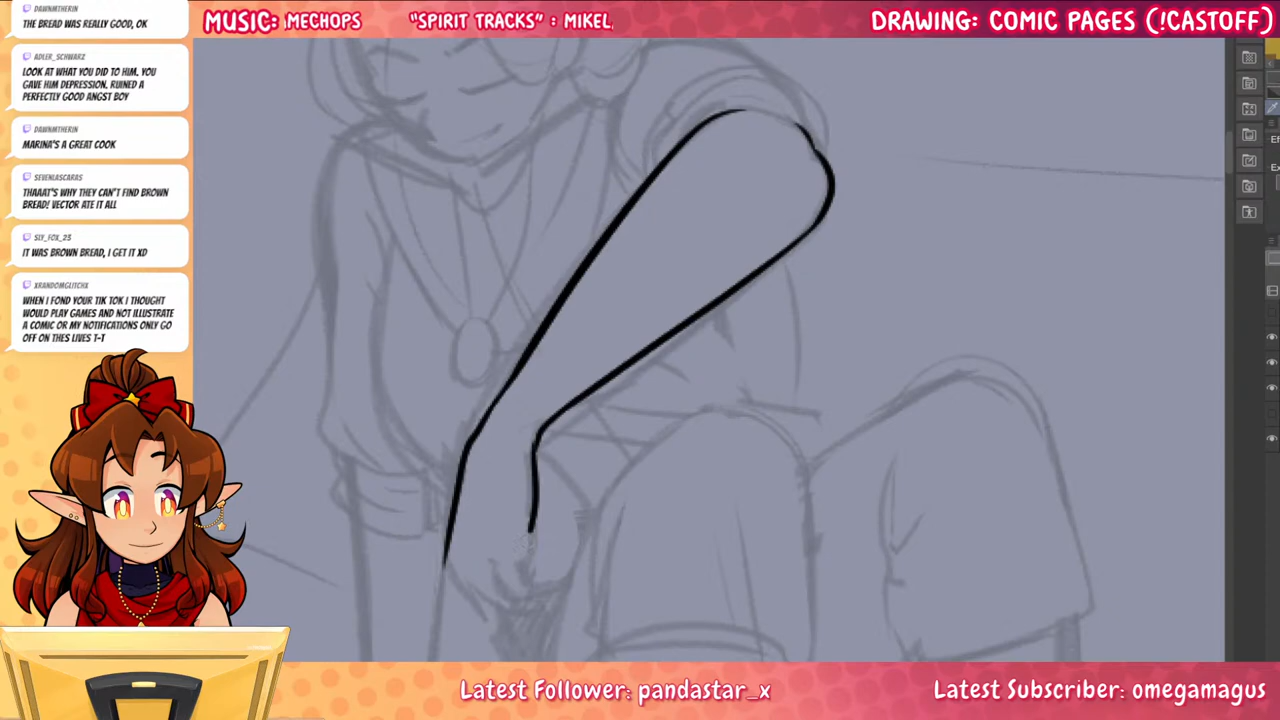 DAWNMTHERIN
THE BREAD WAS REALLY GOOD, OK
ADLER_SCHWARZ
LOOK AT WHAT YOU DID TO HIM. YOU
GAVE HIM DEPRESSION, RUINED A
PERFECTLY GOOD ANGST BOY
DAWNMTHERIN
MARINA'S A GREAT COOK
SEVENLASCARAS
THAAAT'S WHY THEY CAN'T FIND BROWN
BREAD! VECTOR ATE IT ALL
SLY_FOX_23
IT WAS BROWN BREAD, I GET IT XD
XRANDOMGLITCHX
WHEN I FOND YOUR TIK TOK I THOUGHT
WOULD PLAY GAMES AND NOT ILLUSTRATE
A COMIC OR MY NOTIFICATIONS ONLY GO
OFF ON THES LIVES T-T
MUSIC: MECHOPS "SPIRIT TRACKS" : MIKEL
DRAWING: COMIC PAGES (!CASTOFF)
Latest Follower: pandastar_x
Latest Subscriber: omegamagus